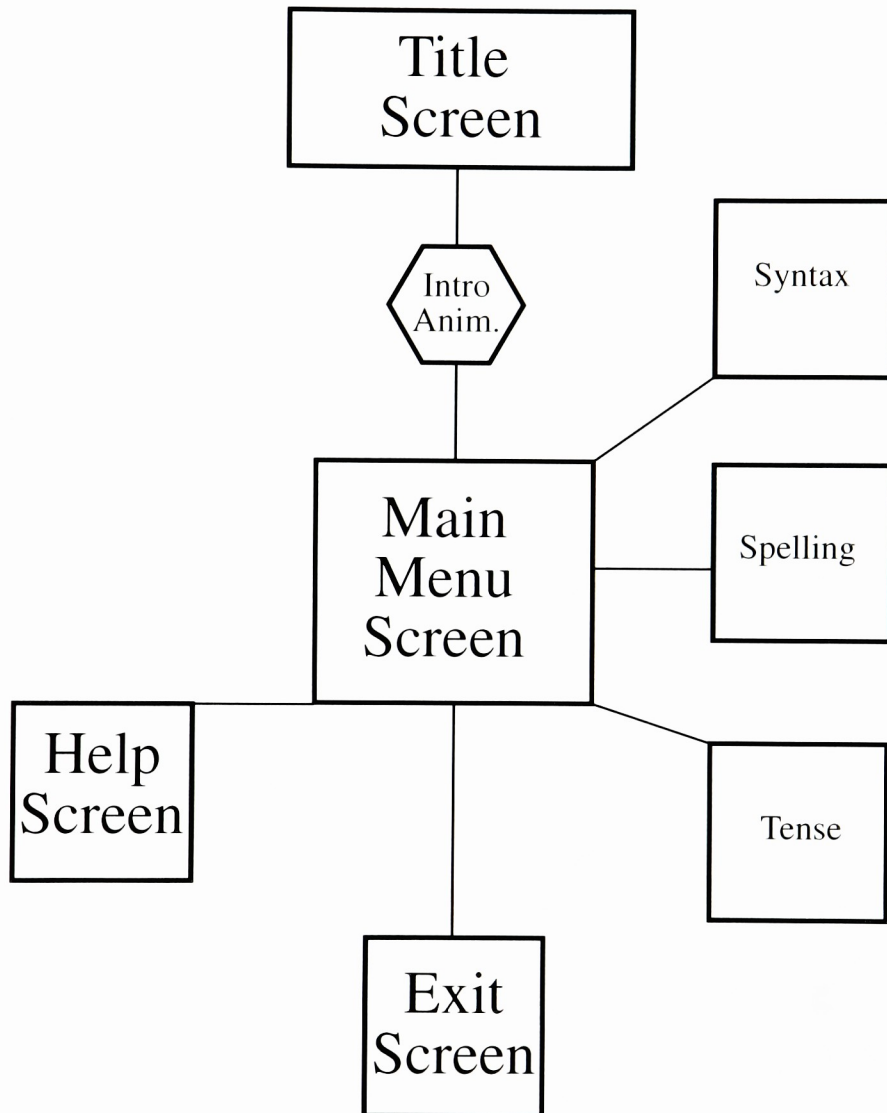 Title
Screen
Intro
Anim.
Syntax
Main
Menu
Screen
Spelling
Help
Screen
Tense
Exit
Screen